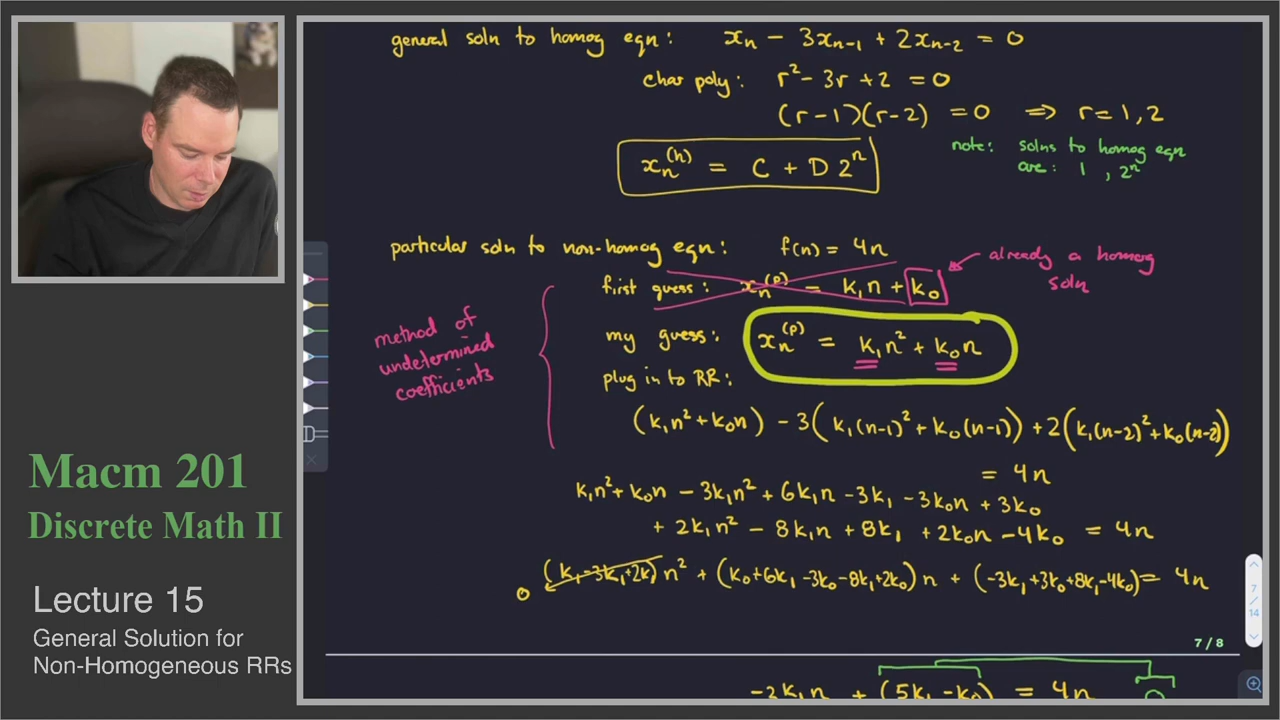 general soln to homog eqn: xₙ - 3xₙ₋₁ + 2xₙ₋₂ = 0
char poly: r² - 3r + 2 = 0
(r-1)(r-2) = 0 ⇒ r = 1, 2
xₙ⁽ʰ⁾ = C + D 2ⁿ
note: solns to homog eqn
are: 1 , 2ⁿ
particular soln to non-homog eqn: f(n) = 4n
already a homog
soln
first guess: xₙ⁽ᵖ⁾ = k₁n + k₀
method of
undetermined
coefficients
my guess: xₙ⁽ᵖ⁾ = k₁n² + k₀n
plug in to RR:
(k₁n² + k₀n) - 3(k₁(n-1)² + k₀(n-1)) + 2(k₁(n-2)² + k₀(n-2))
= 4n
k₁n² + k₀n - 3k₁n² + 6k₁n - 3k₁ - 3k₀n + 3k₀
+ 2k₁n² - 8k₁n + 8k₁ + 2k₀n - 4k₀ = 4n
0 (k₁-3k₁+2k₁)n² + (k₀+6k₁-3k₀-8k₁+2k₀)n + (-3k₁+3k₀+8k₁-4k₀) = 4n
7 / 8
-2k₁n + (5k₁-k₀) = 4n
0
7
/
14
Macm 201
Discrete Math II
Lecture 15
General Solution for
Non-Homogeneous RRs